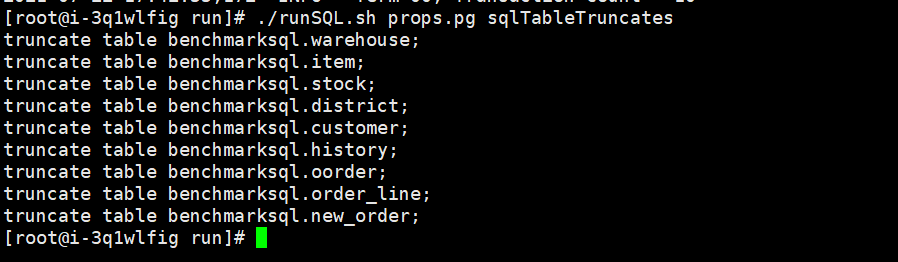 [root@i-3q1wlfig run]# ./runSQL.sh props.pg sqlTableTruncates
truncate table benchmarksql.warehouse;
truncate table benchmarksql.item;
truncate table benchmarksql.stock;
truncate table benchmarksql.district;
truncate table benchmarksql.customer;
truncate table benchmarksql.history;
truncate table benchmarksql.oorder;
truncate table benchmarksql.order_line;
truncate table benchmarksql.new_order;
[root@i-3q1wlfig run]#